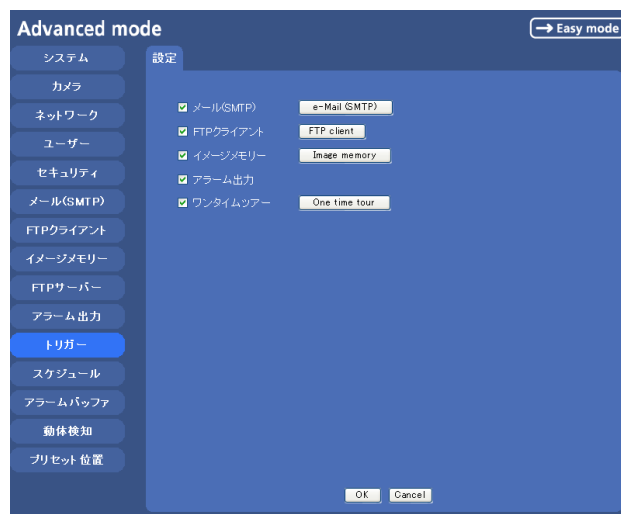 Advanced mode
→ Easy mode
システム
カメラ
ネットワーク
ユーザー
セキュリティ
メール(SMTP)
FTPクライアント
イメージメモリー
FTPサーバー
アラーム出力
トリガー
スケジュール
アラームバッファ
動体検知
プリセット位置
設定
メール(SMTP) e-Mail (SMTP)
FTPクライアント FTP client
イメージメモリー Image memory
アラーム出力
ワンタイムツアー One time tour
OK Cancel